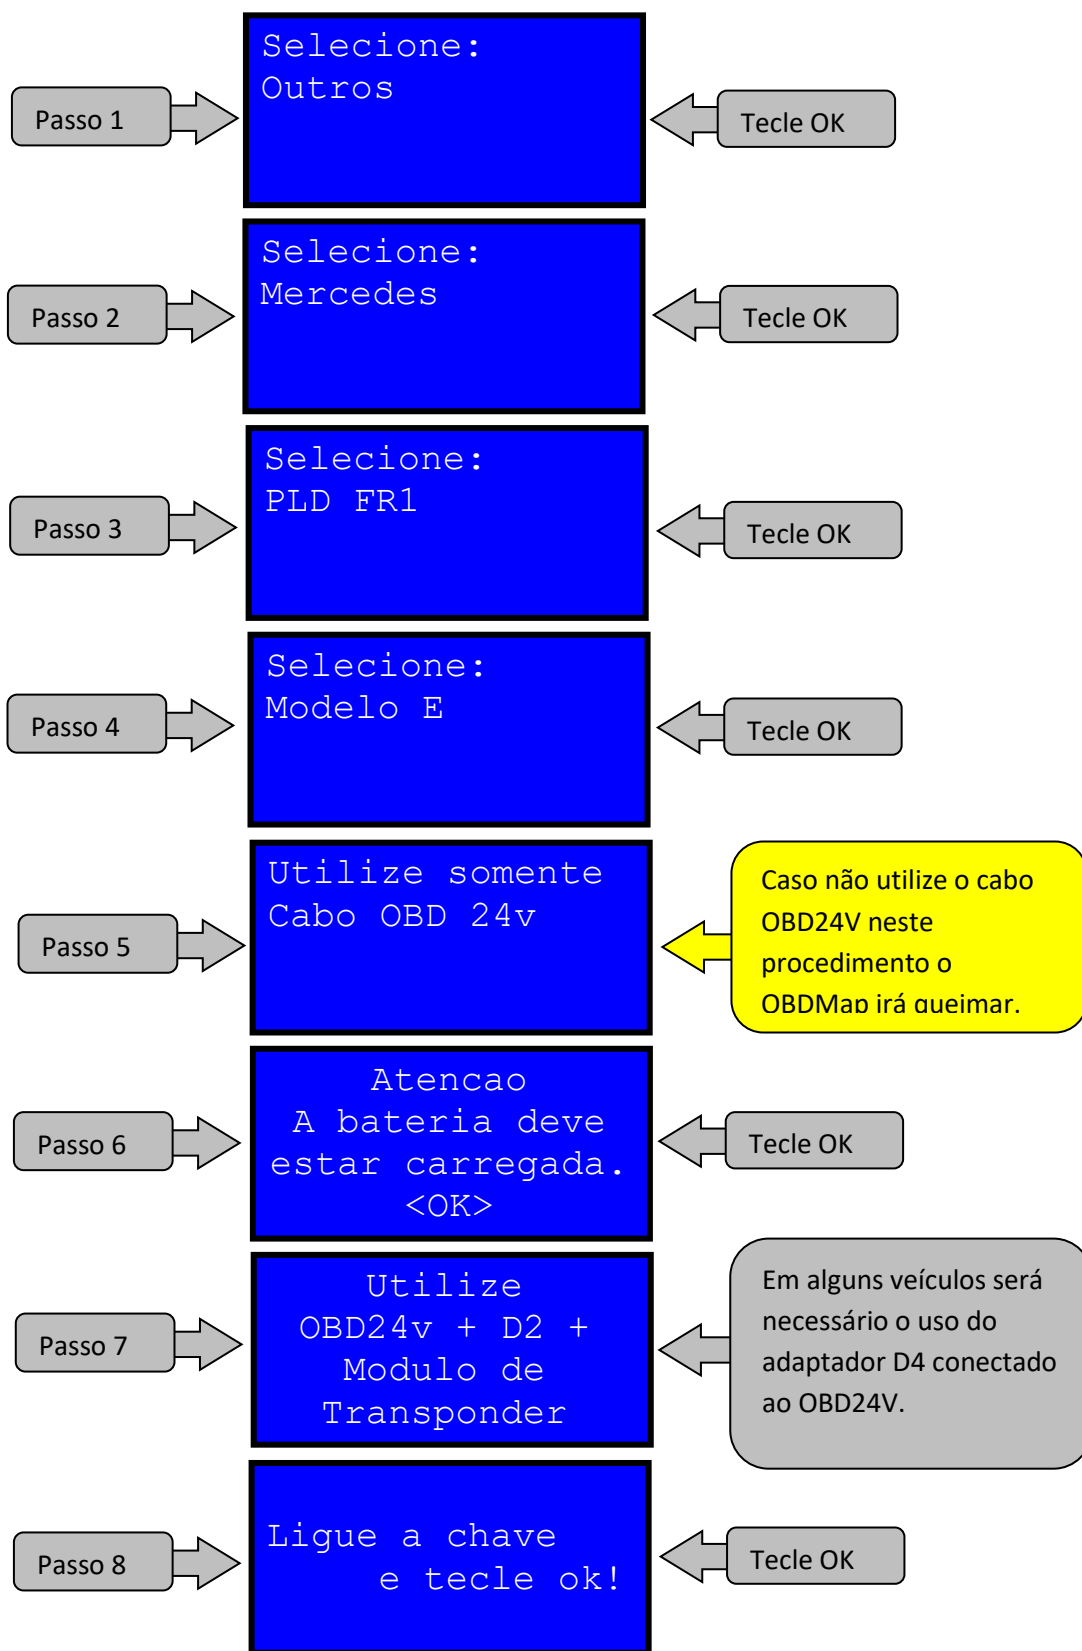 Selecione:
Outros
Passo 1
Tecle OK
Selecione:
Mercedes
Passo 2
Tecle OK
Selecione:
PLD FR1
Passo 3
Tecle OK
Selecione:
Modelo E
Passo 4
Tecle OK
Utilize somente
Cabo OBD 24v
Passo 5
Caso não utilize o cabo
OBD24V neste
procedimento o
OBDMap irá queimar.
Atencao
A bateria deve
estar carregada.
<OK>
Passo 6
Tecle OK
Utilize
OBD24v + D2 +
Modulo de
Transponder
Passo 7
Em alguns veículos será
necessário o uso do
adaptador D4 conectado
ao OBD24V.
Ligue a chave
e tecle ok!
Passo 8
Tecle OK